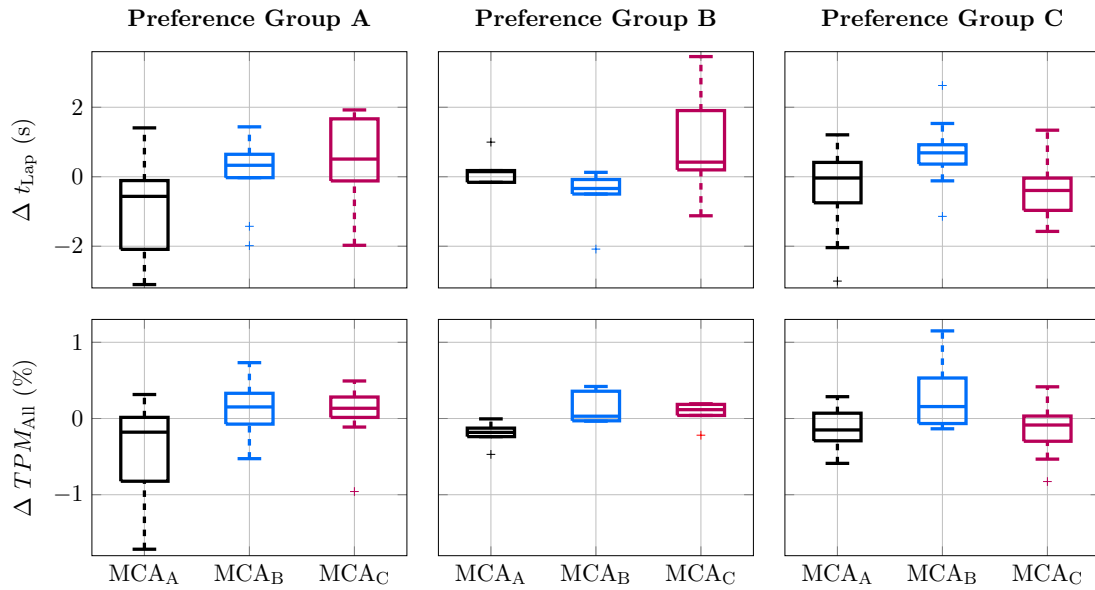 Preference Group A Preference Group B Preference Group C
Δ t_Lap (s)
2
0
−2
Δ TPM_All (%)
1
0
−1
MCA_A MCA_B MCA_C MCA_A MCA_B MCA_C MCA_A MCA_B MCA_C